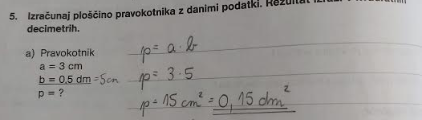 5. Izračunaj ploščino pravokotnika z danimi podatki. Rezultat
decimetrih.
a) Pravokotnik
p = a · b
a = 3 cm
b = 0,5 dm = 5cm
p = 3 · 5
p = ?
p = 15 cm² = 0,15 dm²